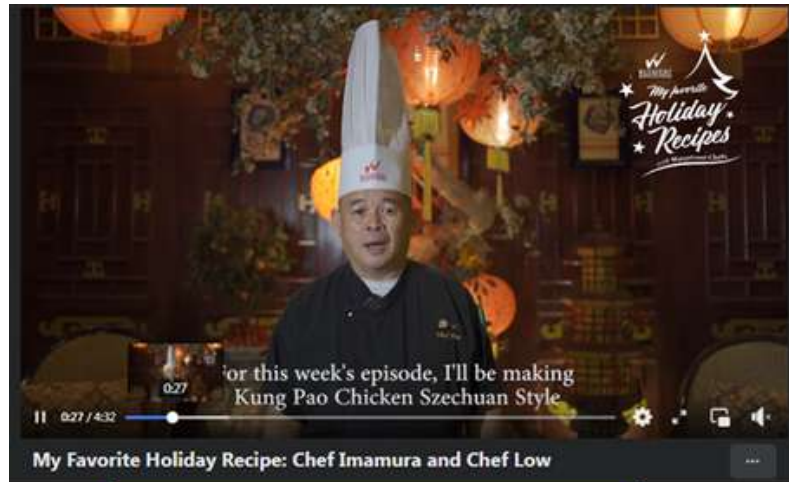 My favorite
Holiday
Recipes
0:27
For this week's episode, I'll be making
Kung Pao Chicken Szechuan Style
0:27 / 4:32
My Favorite Holiday Recipe: Chef Imamura and Chef Low